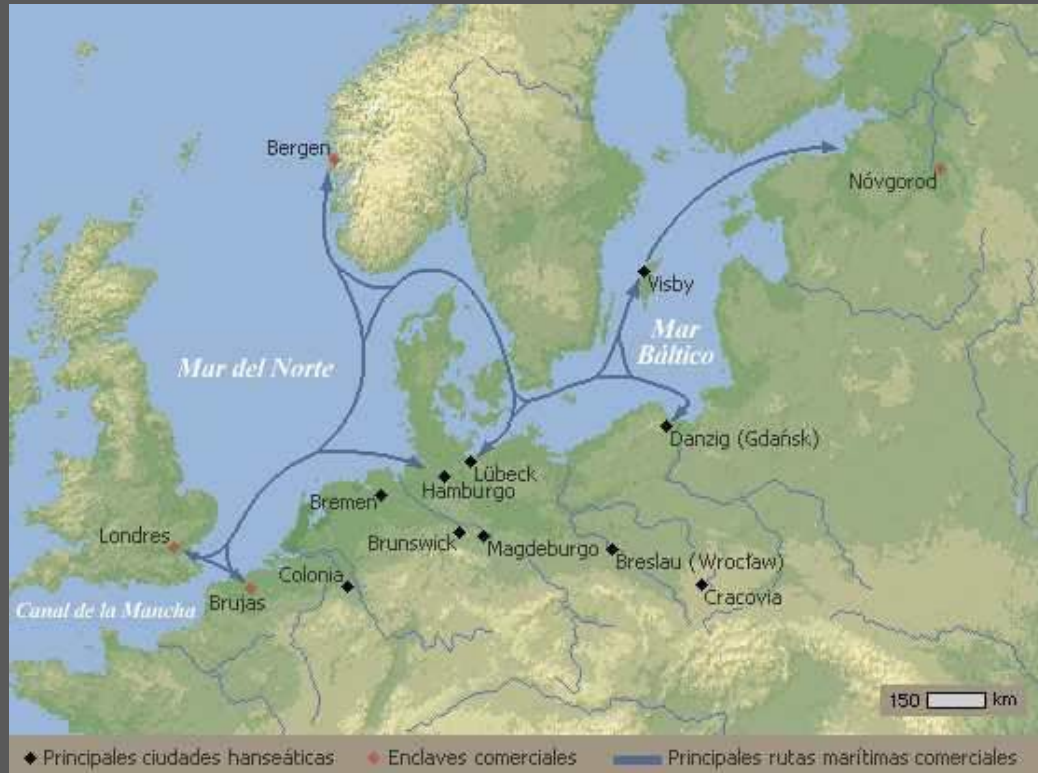 Bergen
Nóvgorod
Visby
Mar
Báltico
Mar del Norte
Danzig (Gdańsk)
Lübeck
Hamburgo
Bremen
Londres
Brunswick
Magdeburgo
Breslau (Wrocław)
Colonia
Brujas
Cracovia
Canal de la Mancha
150 km
Principales ciudades hanseáticas
Enclaves comerciales
Principales rutas marítimas comerciales